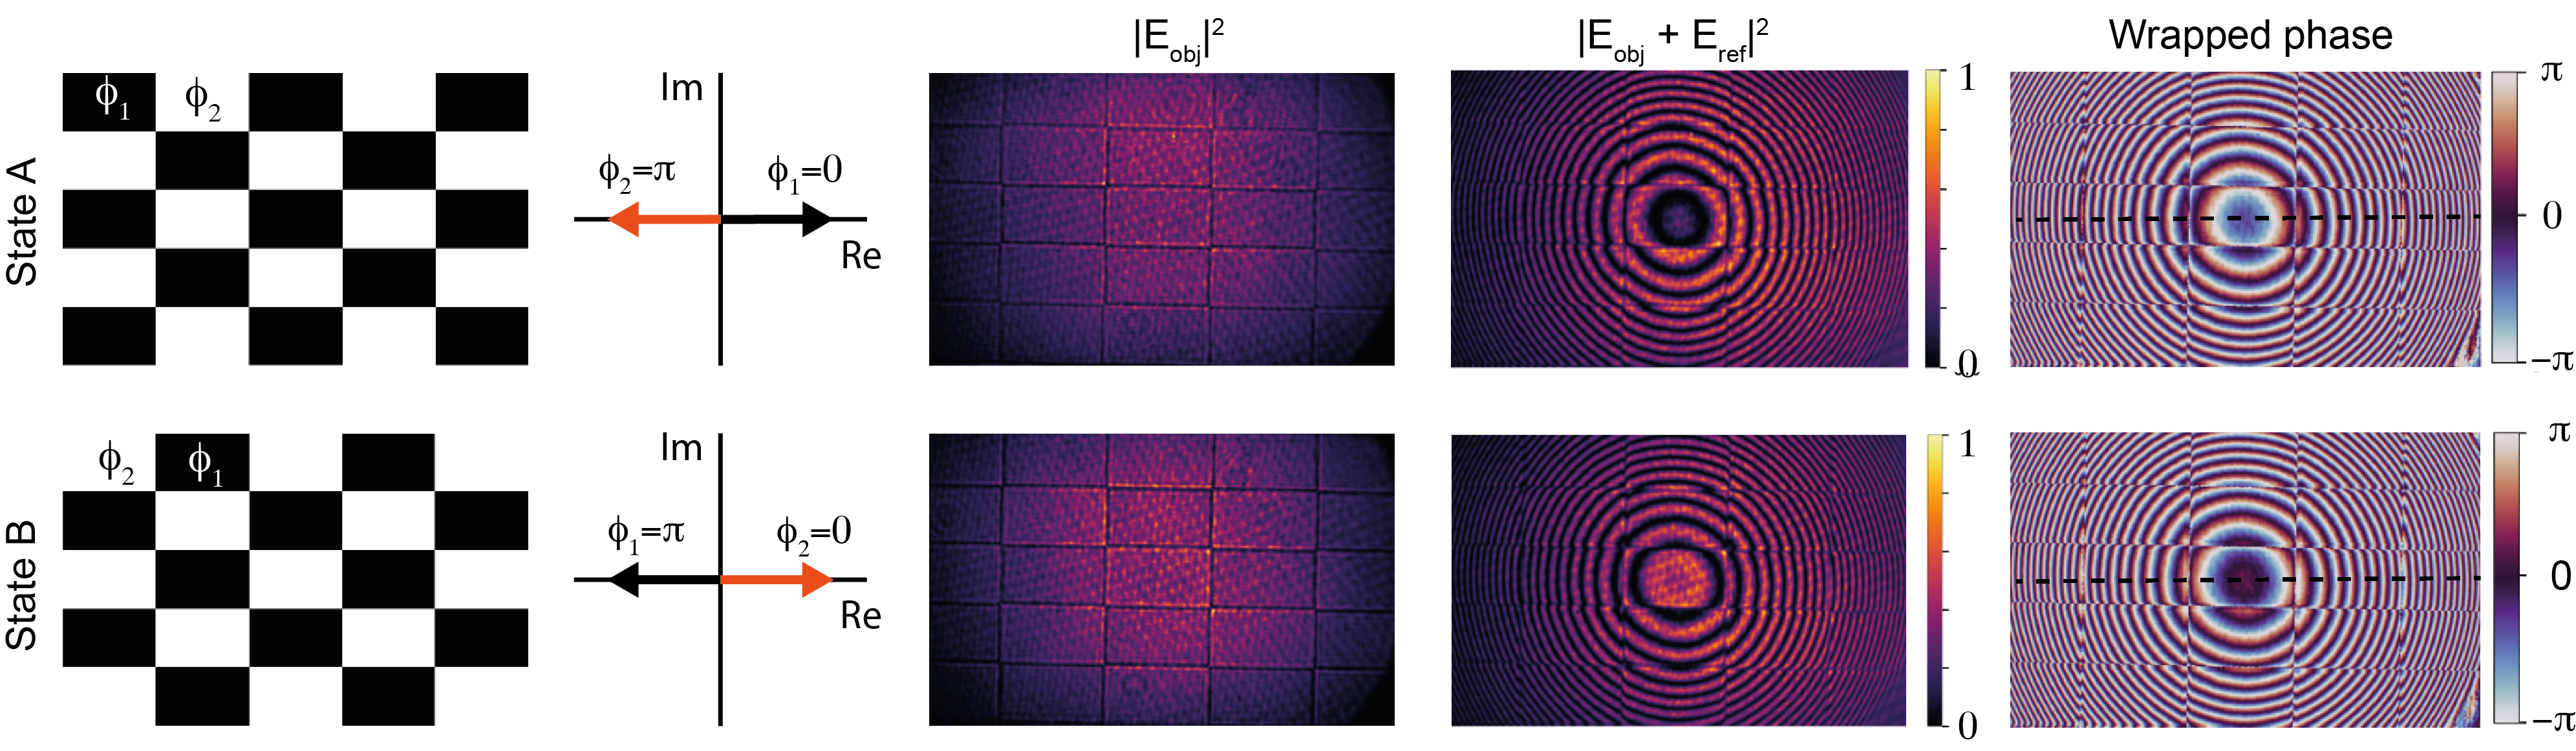 |E_obj|² |E_obj + E_ref|² Wrapped phase
State A
ϕ₁ ϕ₂
Im
ϕ₂=π ϕ₁=0
Re
1
0
π
0
−π
State B
ϕ₂ ϕ₁
Im
ϕ₁=π ϕ₂=0
Re
1
0
π
0
−π